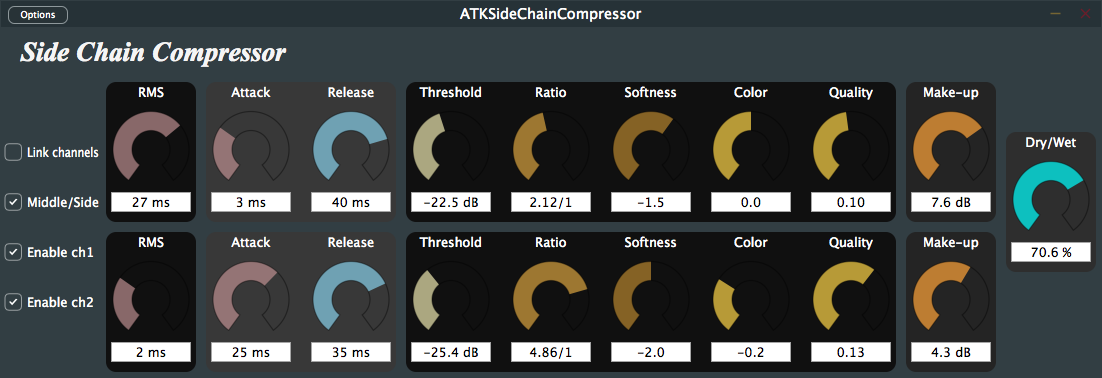 Options
ATKSideChainCompressor
Side Chain Compressor
RMS Attack Release Threshold Ratio Softness Color Quality Make-up
27 ms 3 ms 40 ms -22.5 dB 2.12/1 -1.5 0.0 0.10 7.6 dB
Link channels
Middle/Side
Enable ch1
Enable ch2
RMS Attack Release Threshold Ratio Softness Color Quality Make-up
2 ms 25 ms 35 ms -25.4 dB 4.86/1 -2.0 -0.2 0.13 4.3 dB
Dry/Wet
70.6 %